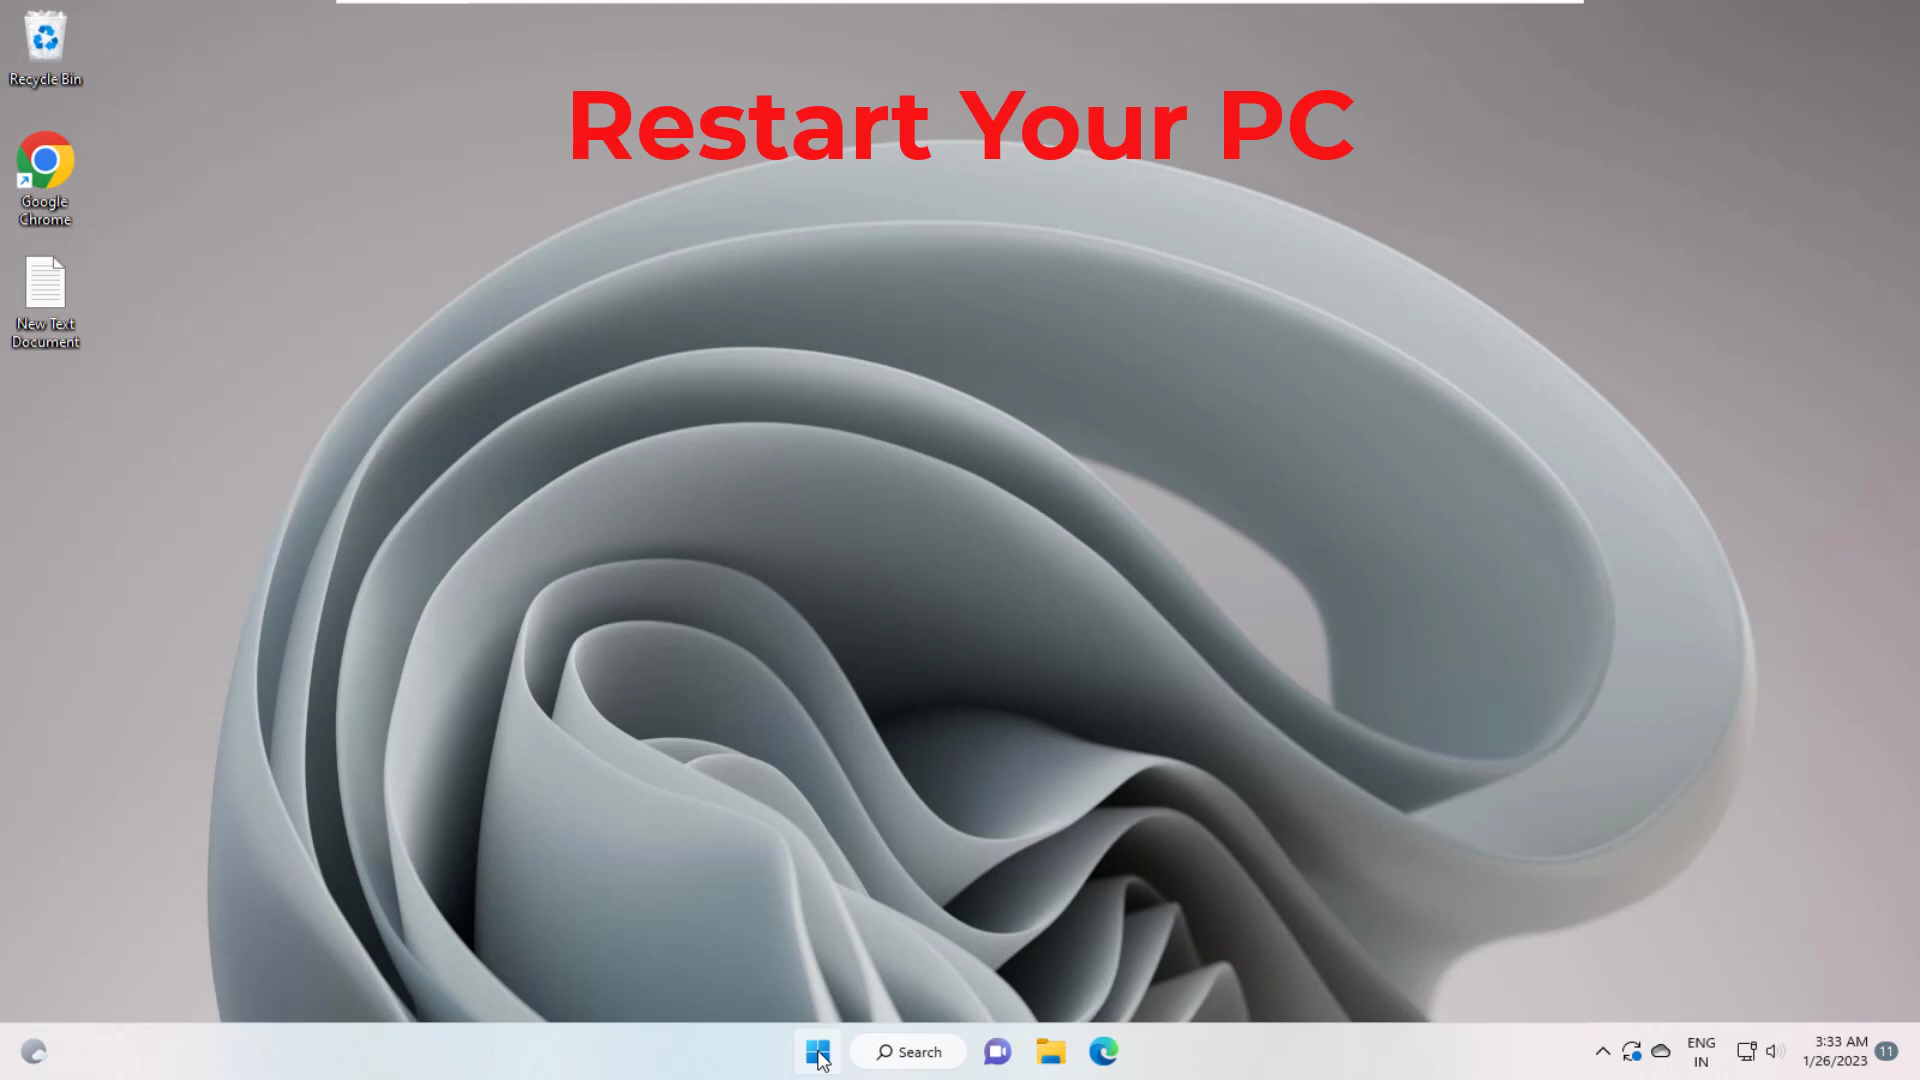 Restart Your PC
Recycle Bin
Google
Chrome
New Text
Document
Search
ENG
IN
3:33 AM
1/26/2023
11